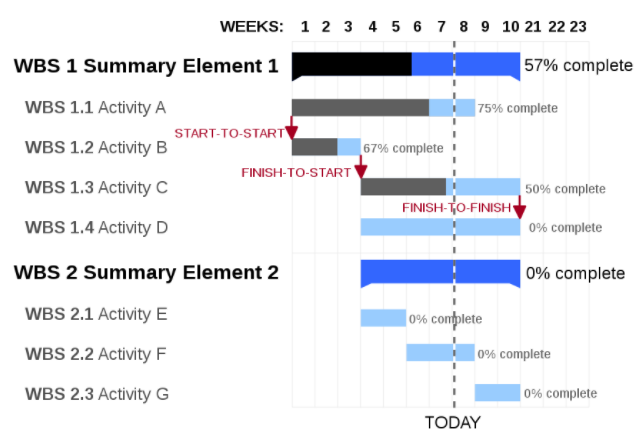 WEEKS: 1 2 3 4 5 6 7 8 9 10 21 22 23
WBS 1 Summary Element 1 57% complete
WBS 1.1 Activity A 75% complete
START-TO-START
WBS 1.2 Activity B 67% complete
FINISH-TO-START
WBS 1.3 Activity C 50% complete
FINISH-TO-FINISH
WBS 1.4 Activity D 0% complete
WBS 2 Summary Element 2 0% complete
WBS 2.1 Activity E 0% complete
WBS 2.2 Activity F 0% complete
WBS 2.3 Activity G 0% complete
TODAY